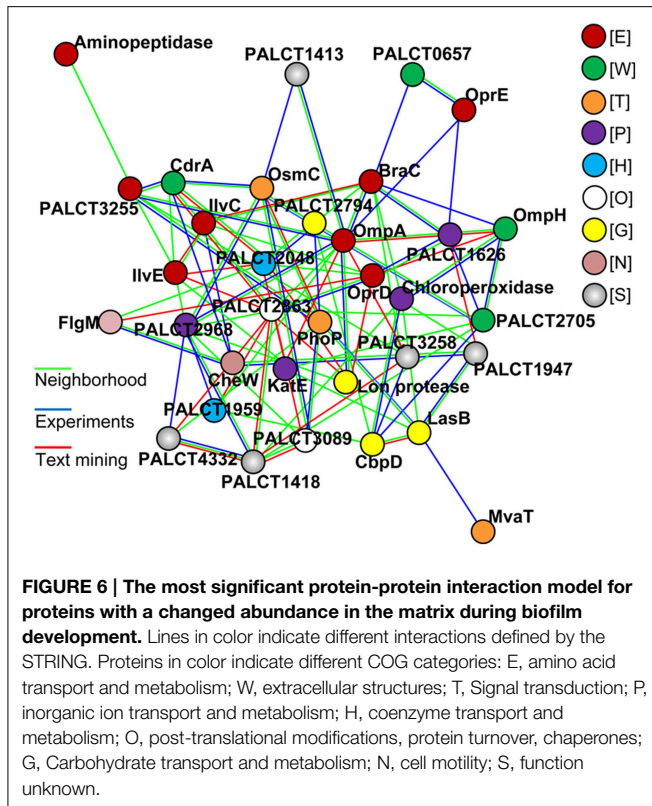 Aminopeptidase
PALCT1413
PALCT0657
[E]
[W]
OprE
[T]
CdrA
OsmC
BraC
[P]
PALCT3255
IlvC
PALCT2794
OmpA
OmpH
[H]
PALCT2048
PALCT1626
[O]
IlvE
OprD
Chloroperoxidase
[G]
PALCT2863
FlgM
PALCT2968
PhoP
PALCT2705
[N]
PALCT3258
Neighborhood
CheW
KatE
Lon protease
PALCT1947
[S]
Experiments
PALCT1959
LasB
Text mining
PALCT3089
PALCT4332
PALCT1418
CbpD
MvaT
FIGURE 6 | The most significant protein-protein interaction model for
proteins with a changed abundance in the matrix during biofilm
development. Lines in color indicate different interactions defined by the
STRING. Proteins in color indicate different COG categories: E, amino acid
transport and metabolism; W, extracellular structures; T, Signal transduction; P,
inorganic ion transport and metabolism; H, coenzyme transport and
metabolism; O, post-translational modifications, protein turnover, chaperones;
G, Carbohydrate transport and metabolism; N, cell motility; S, function
unknown.